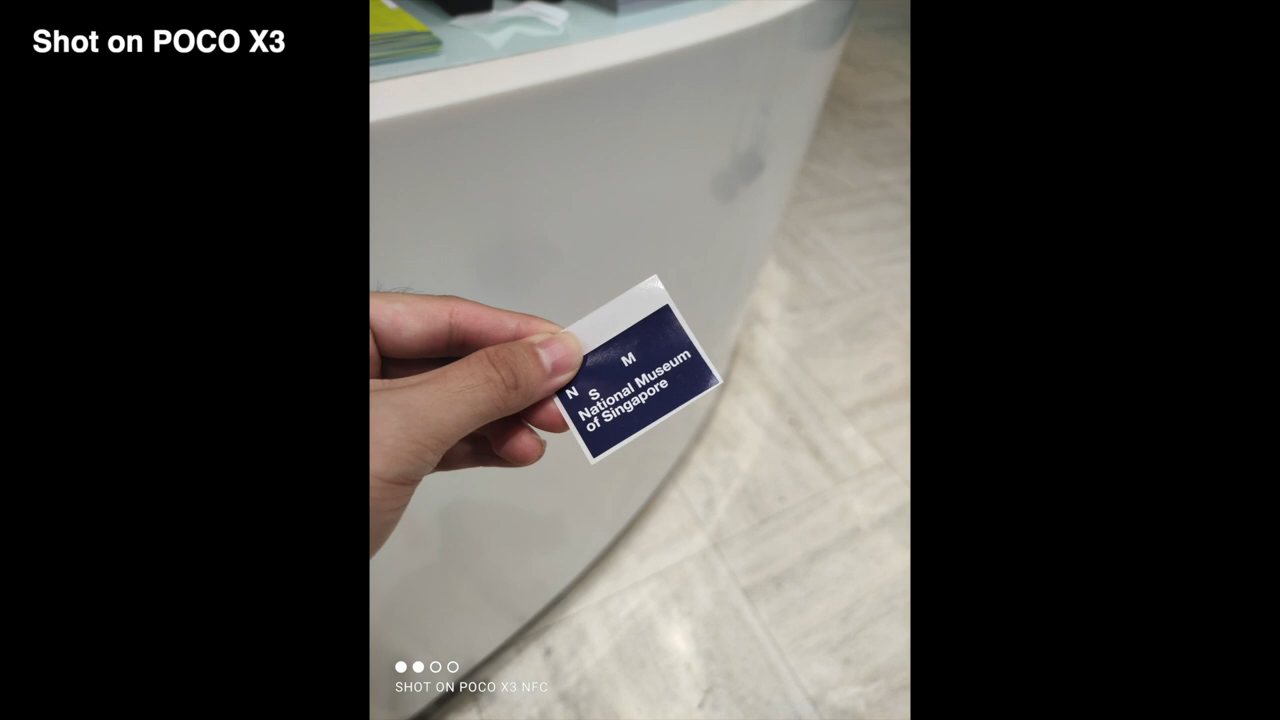 Shot on POCO X3
M
N S
National Museum
of Singapore
SHOT ON POCO X3 NFC